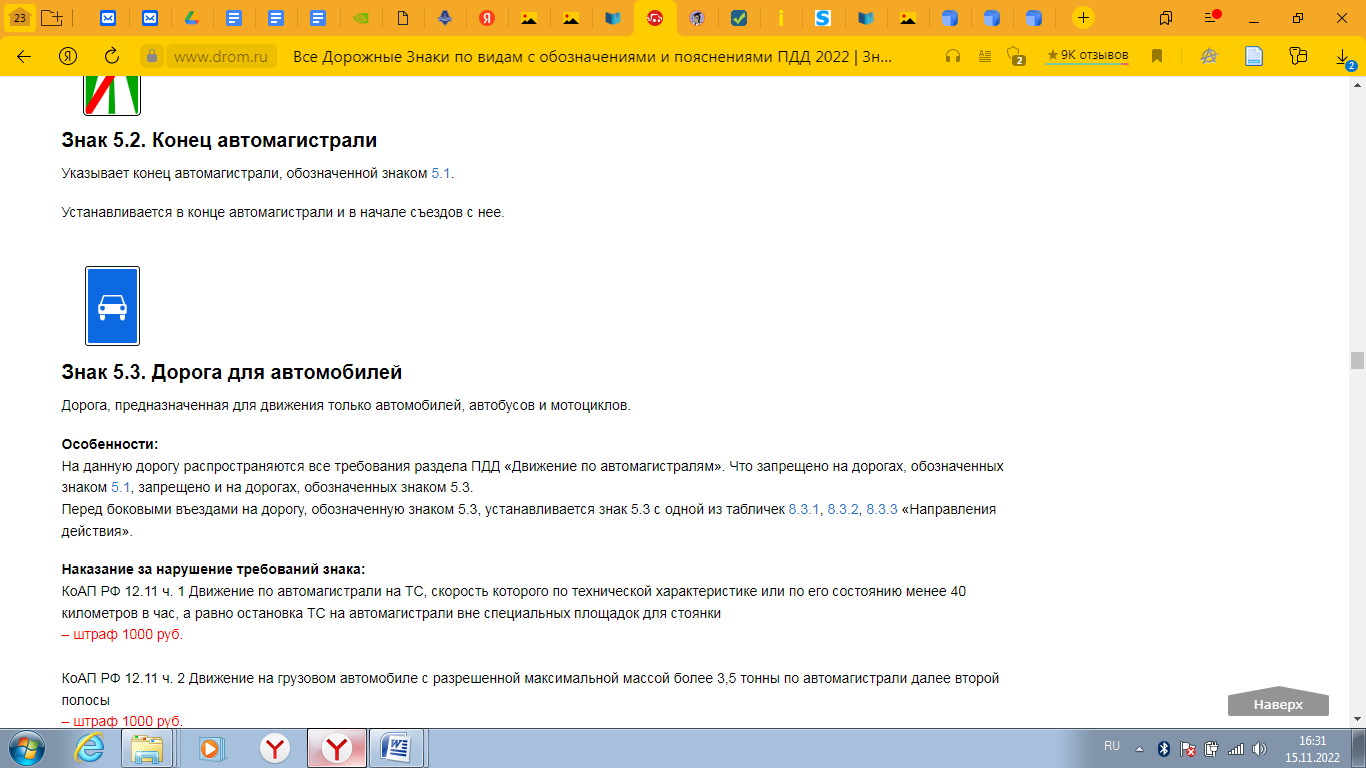 23
www.drom.ru
Все Дорожные Знаки по видам с обозначениями и пояснениями ПДД 2022 | Зн...
2
★ 9K отзывов
2
Знак 5.2. Конец автомагистрали
Указывает конец автомагистрали, обозначенной знаком 5.1.
Устанавливается в конце автомагистрали и в начале съездов с нее.
Знак 5.3. Дорога для автомобилей
Дорога, предназначенная для движения только автомобилей, автобусов и мотоциклов.
Особенности:
На данную дорогу распространяются все требования раздела ПДД «Движение по автомагистралям». Что запрещено на дорогах, обозначенных
знаком 5.1, запрещено и на дорогах, обозначенных знаком 5.3.
Перед боковыми въездами на дорогу, обозначенную знаком 5.3, устанавливается знак 5.3 с одной из табличек 8.3.1, 8.3.2, 8.3.3 «Направления
действия».
Наказание за нарушение требований знака:
КоАП РФ 12.11 ч. 1 Движение по автомагистрали на ТС, скорость которого по технической характеристике или по его состоянию менее 40
километров в час, а равно остановка ТС на автомагистрали вне специальных площадок для стоянки
– штраф 1000 руб.
КоАП РФ 12.11 ч. 2 Движение на грузовом автомобиле с разрешенной максимальной массой более 3,5 тонны по автомагистрали далее второй
полосы
– штраф 1000 руб.
Наверх
RU
16:31
15.11.2022